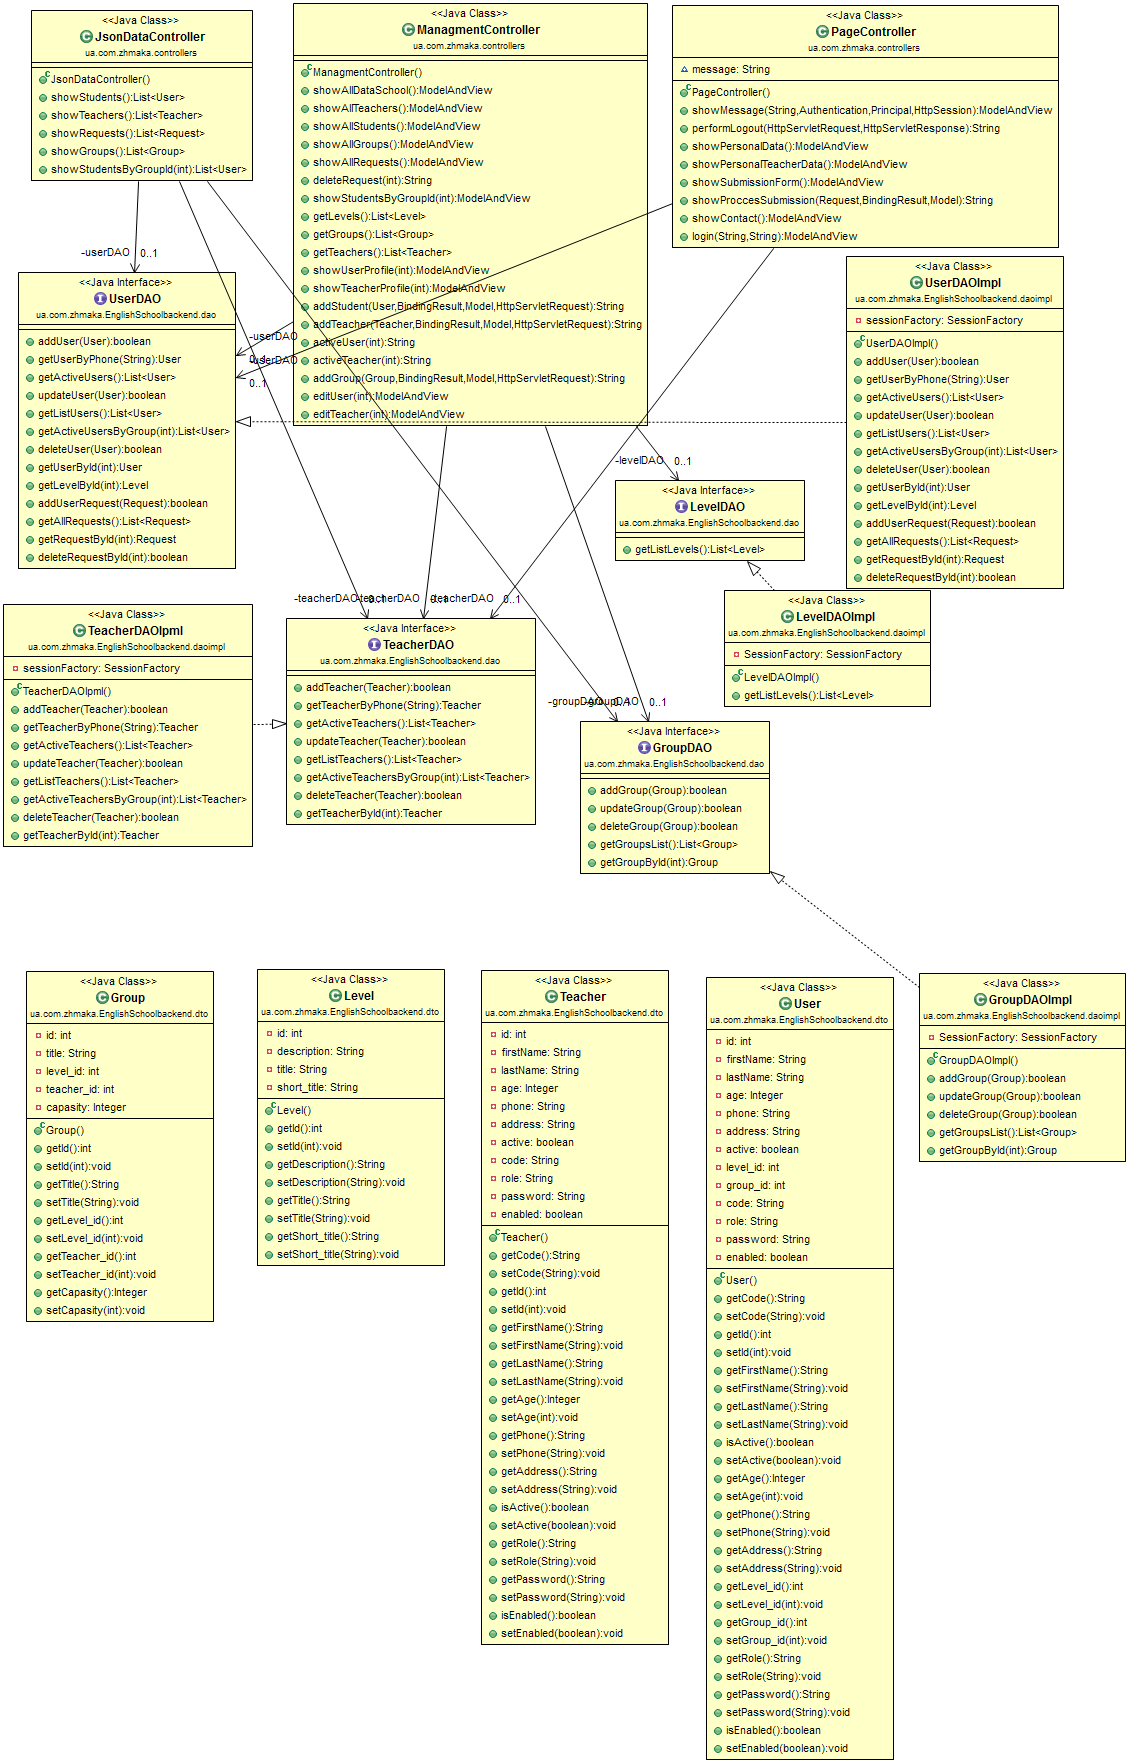 <<Java Class>>
JsonDataController
ua.com.zhmaka.controllers
JsonDataController()
showStudents():List<User>
showTeachers():List<Teacher>
showRequests():List<Request>
showGroups():List<Group>
showStudentsByGroupId(int):List<User>
<<Java Class>>
ManagmentController
ua.com.zhmaka.controllers
ManagmentController()
showAllDataSchool():ModelAndView
showAllTeachers():ModelAndView
showAllStudents():ModelAndView
showAllGroups():ModelAndView
showAllRequests():ModelAndView
deleteRequest(int):String
showStudentsByGroupId(int):ModelAndView
getLevels():List<Level>
getGroups():List<Group>
getTeachers():List<Teacher>
showUserProfile(int):ModelAndView
showTeacherProfile(int):ModelAndView
addStudent(User,BindingResult,Model,HttpServletRequest):String
addTeacher(Teacher,BindingResult,Model,HttpServletRequest):String
activeUser(int):String
activeTeacher(int):String
addGroup(Group,BindingResult,Model,HttpServletRequest):String
editUser(int):ModelAndView
editTeacher(int):ModelAndView
<<Java Class>>
PageController
ua.com.zhmaka.controllers
message: String
PageController()
showMessage(String,Authentication,Principal,HttpSession):ModelAndView
performLogout(HttpServletRequest,HttpServletResponse):String
showPersonalData():ModelAndView
showPersonalTeacherData():ModelAndView
showSubmissionForm():ModelAndView
showProccesSubmission(Request,BindingResult,Model):String
showContact():ModelAndView
login(String,String):ModelAndView
-userDAO 0..1
<<Java Interface>>
UserDAO
ua.com.zhmaka.EnglishSchoolbackend.dao
addUser(User):boolean
getUserByPhone(String):User
getActiveUsers():List<User>
updateUser(User):boolean
getListUsers():List<User>
getActiveUsersByGroup(int):List<User>
deleteUser(User):boolean
getUserById(int):User
getLevelById(int):Level
addUserRequest(Request):boolean
getAllRequests():List<Request>
getRequestById(int):Request
deleteRequestById(int):boolean
-userDAO
0..1
-userDAO
0..1
<<Java Class>>
UserDAOImpl
ua.com.zhmaka.EnglishSchoolbackend.daoimpl
sessionFactory: SessionFactory
UserDAOImpl()
addUser(User):boolean
getUserByPhone(String):User
getActiveUsers():List<User>
updateUser(User):boolean
getListUsers():List<User>
getActiveUsersByGroup(int):List<User>
deleteUser(User):boolean
getUserById(int):User
getLevelById(int):Level
addUserRequest(Request):boolean
getAllRequests():List<Request>
getRequestById(int):Request
deleteRequestById(int):boolean
-levelDAO 0..1
<<Java Interface>>
LevelDAO
ua.com.zhmaka.EnglishSchoolbackend.dao
getListLevels():List<Level>
<<Java Class>>
LevelDAOImpl
ua.com.zhmaka.EnglishSchoolbackend.daoimpl
SessionFactory: SessionFactory
LevelDAOImpl()
getListLevels():List<Level>
<<Java Class>>
TeacherDAOIpml
ua.com.zhmaka.EnglishSchoolbackend.daoimpl
sessionFactory: SessionFactory
TeacherDAOIpml()
addTeacher(Teacher):boolean
getTeacherByPhone(String):Teacher
getActiveTeachers():List<Teacher>
updateTeacher(Teacher):boolean
getListTeachers():List<Teacher>
getActiveTeachersByGroup(int):List<Teacher>
deleteTeacher(Teacher):boolean
getTeacherById(int):Teacher
-teacherDAO 0..1
-teacherDAO 0..1
-teacherDAO 0..1
<<Java Interface>>
TeacherDAO
ua.com.zhmaka.EnglishSchoolbackend.dao
addTeacher(Teacher):boolean
getTeacherByPhone(String):Teacher
getActiveTeachers():List<Teacher>
updateTeacher(Teacher):boolean
getListTeachers():List<Teacher>
getActiveTeachersByGroup(int):List<Teacher>
deleteTeacher(Teacher):boolean
getTeacherById(int):Teacher
-groupDAO 0..1
-groupDAO 0..1
<<Java Interface>>
GroupDAO
ua.com.zhmaka.EnglishSchoolbackend.dao
addGroup(Group):boolean
updateGroup(Group):boolean
deleteGroup(Group):boolean
getGroupsList():List<Group>
getGroupById(int):Group
<<Java Class>>
Group
ua.com.zhmaka.EnglishSchoolbackend.dto
id: int
title: String
level_id: int
teacher_id: int
capasity: Integer
Group()
getId():int
setId(int):void
getTitle():String
setTitle(String):void
getLevel_id():int
setLevel_id(int):void
getTeacher_id():int
setTeacher_id(int):void
getCapasity():Integer
setCapasity(int):void
<<Java Class>>
Level
ua.com.zhmaka.EnglishSchoolbackend.dto
id: int
description: String
title: String
short_title: String
Level()
getId():int
setId(int):void
getDescription():String
setDescription(String):void
getTitle():String
setTitle(String):void
getShort_title():String
setShort_title(String):void
<<Java Class>>
Teacher
ua.com.zhmaka.EnglishSchoolbackend.dto
id: int
firstName: String
lastName: String
age: Integer
phone: String
address: String
active: boolean
code: String
role: String
password: String
enabled: boolean
Teacher()
getCode():String
setCode(String):void
getId():int
setId(int):void
getFirstName():String
setFirstName(String):void
getLastName():String
setLastName(String):void
getAge():Integer
setAge(int):void
getPhone():String
setPhone(String):void
getAddress():String
setAddress(String):void
isActive():boolean
setActive(boolean):void
getRole():String
setRole(String):void
getPassword():String
setPassword(String):void
isEnabled():boolean
setEnabled(boolean):void
<<Java Class>>
User
ua.com.zhmaka.EnglishSchoolbackend.dto
id: int
firstName: String
lastName: String
age: Integer
phone: String
address: String
active: boolean
level_id: int
group_id: int
code: String
role: String
password: String
enabled: boolean
User()
getCode():String
setCode(String):void
getId():int
setId(int):void
getFirstName():String
setFirstName(String):void
getLastName():String
setLastName(String):void
isActive():boolean
setActive(boolean):void
getAge():Integer
setAge(int):void
getPhone():String
setPhone(String):void
getAddress():String
setAddress(String):void
getLevel_id():int
setLevel_id(int):void
getGroup_id():int
setGroup_id(int):void
getRole():String
setRole(String):void
getPassword():String
setPassword(String):void
isEnabled():boolean
setEnabled(boolean):void
<<Java Class>>
GroupDAOImpl
ua.com.zhmaka.EnglishSchoolbackend.daoimpl
SessionFactory: SessionFactory
GroupDAOImpl()
addGroup(Group):boolean
updateGroup(Group):boolean
deleteGroup(Group):boolean
getGroupsList():List<Group>
getGroupById(int):Group